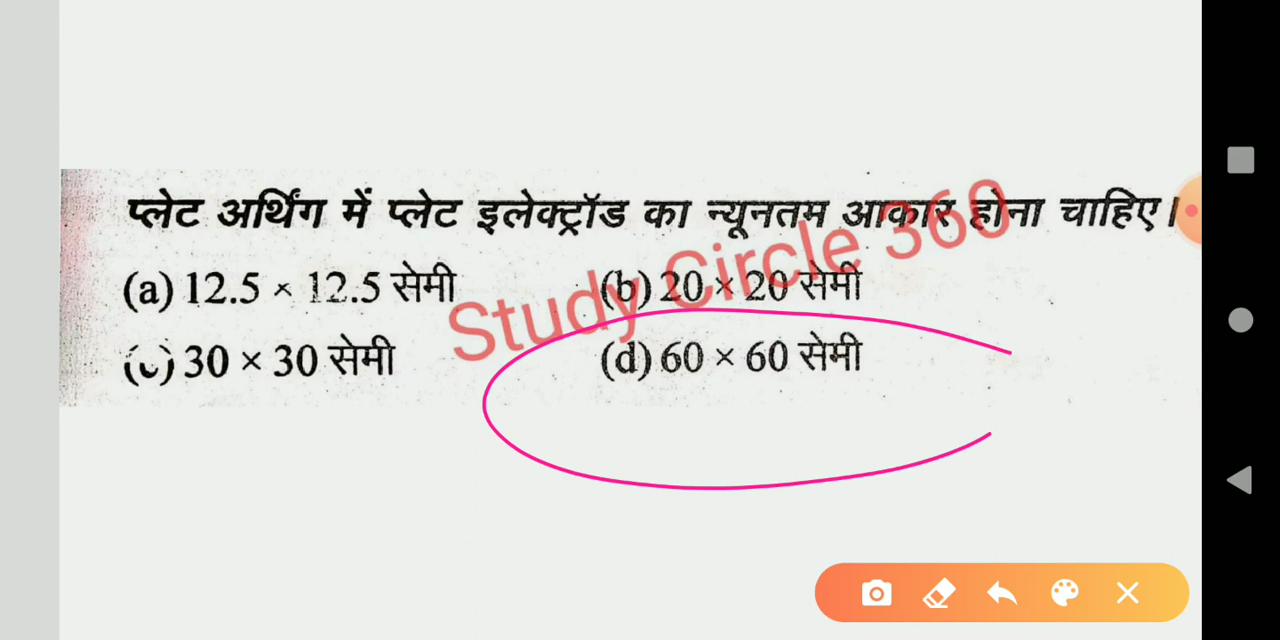 प्लेट अर्थिंग में प्लेट इलेक्ट्रॉड का न्यूनतम आकार होना चाहिए।
(a) 12.5 × 12.5 सेमी (b) 20 × 20 सेमी
(c) 30 × 30 सेमी (d) 60 × 60 सेमी
Study Circle 360